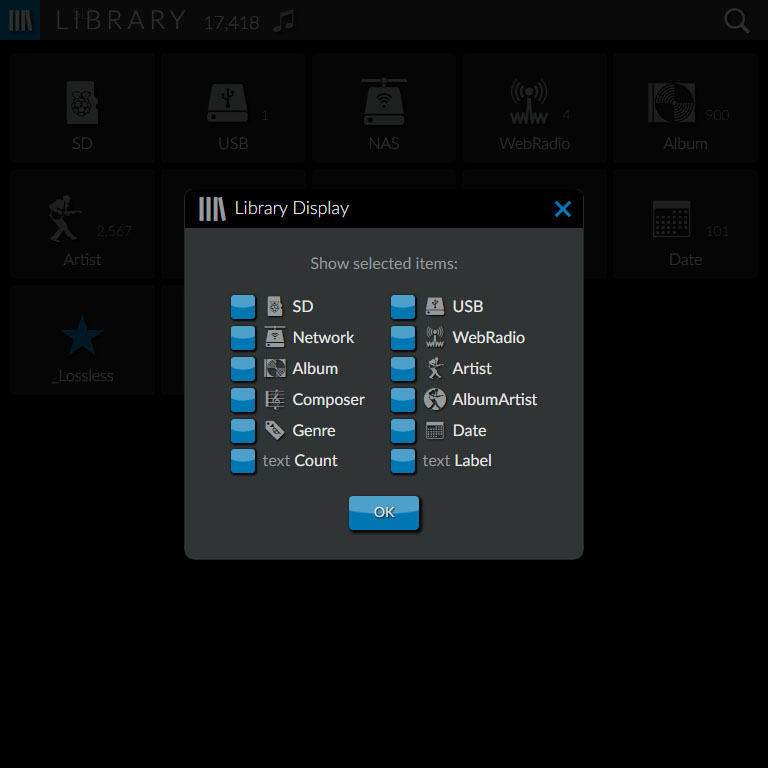 LIBRARY 17,418
SD
USB 1
NAS
WebRadio 4
Album 900
Artist 2,567
Date 101
_Lossless
Library Display
Show selected items:
SD USB
Network WebRadio
Album Artist
Composer AlbumArtist
Genre Date
text Count text Label
OK